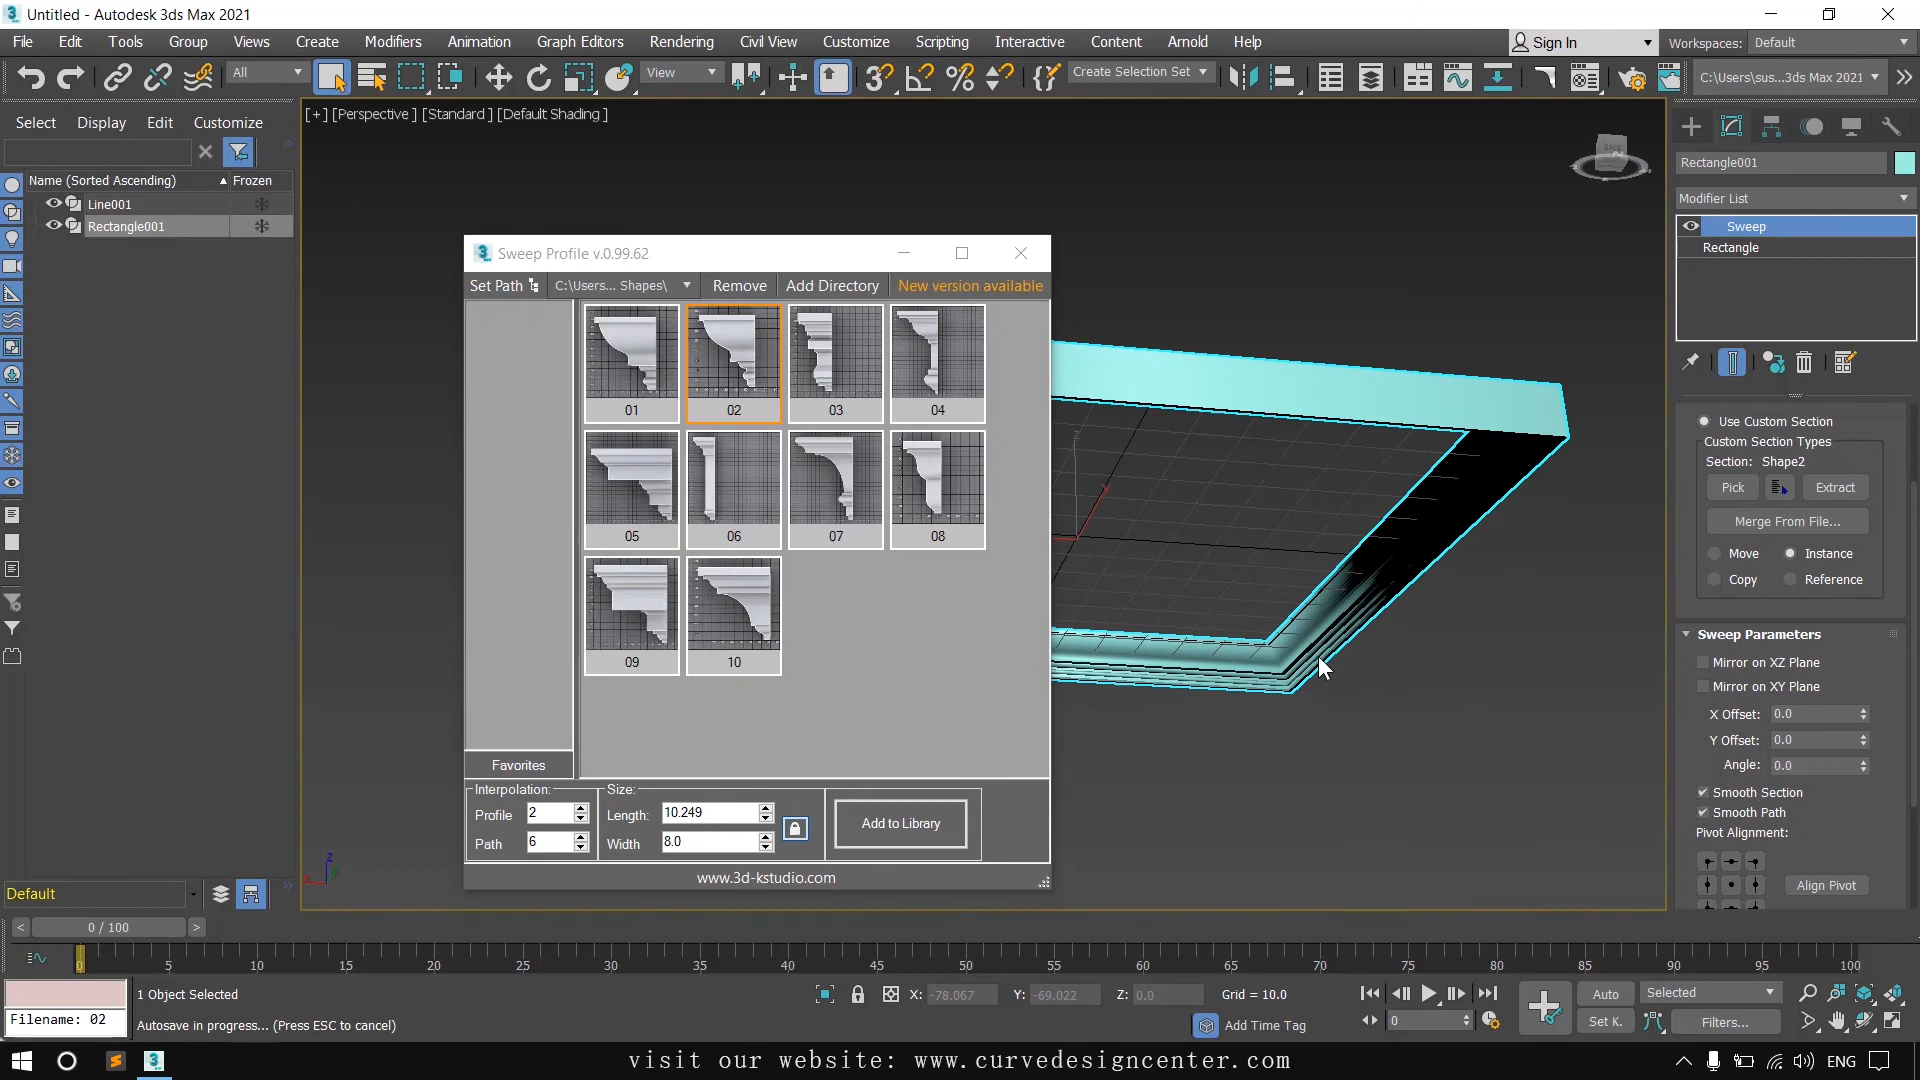 Untitled - Autodesk 3ds Max 2021
File Edit Tools Group Views Create Modifiers Animation Graph Editors Rendering Civil View Customize Scripting Interactive Content Arnold Help Sign In Workspaces: Default
All View Create Selection Set C:\Users\sus...3ds Max 2021
[+] [Perspective] [Standard] [Default Shading]
Select Display Edit Customize
Name (Sorted Ascending) Frozen
Line001
Rectangle001
Sweep Profile v.0.99.62
Set Path C:\Users... Shapes\ Remove Add Directory New version available
01 02 03 04
05 06 07 08
09 10
Favorites
Interpolation: Size:
Profile 2 Length: 10.249
Path 6 Width 8.0
Add to Library
www.3d-kstudio.com
BACK
Rectangle001
Modifier List
Sweep
Rectangle
Use Custom Section
Custom Section Types
Section: Shape2
Pick Extract
Merge From File...
Move Instance
Copy Reference
Sweep Parameters
Mirror on XZ Plane
Mirror on XY Plane
X Offset: 0.0
Y Offset: 0.0
Angle: 0.0
Smooth Section
Smooth Path
Pivot Alignment:
Align Pivot
Default
< 0 / 100 >
0 5 10 15 20 25 30 35 40 45 50 55 60 65 70 75 80 85 90 95 100
1 Object Selected X: -78.067 Y: -69.022 Z: 0.0 Grid = 10.0 Auto Selected
Filename: 02 Autosave in progress... (Press ESC to cancel) Add Time Tag 0 Set K. Filters...
visit our website: www.curvedesigncenter.com ENG